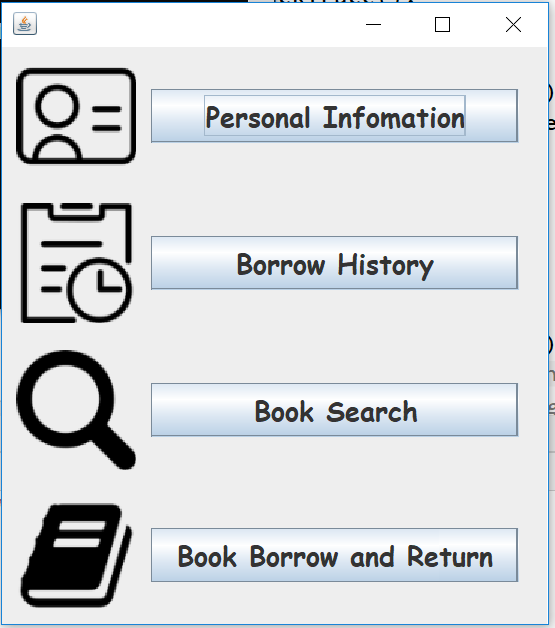 Personal Infomation
Borrow History
Book Search
Book Borrow and Return